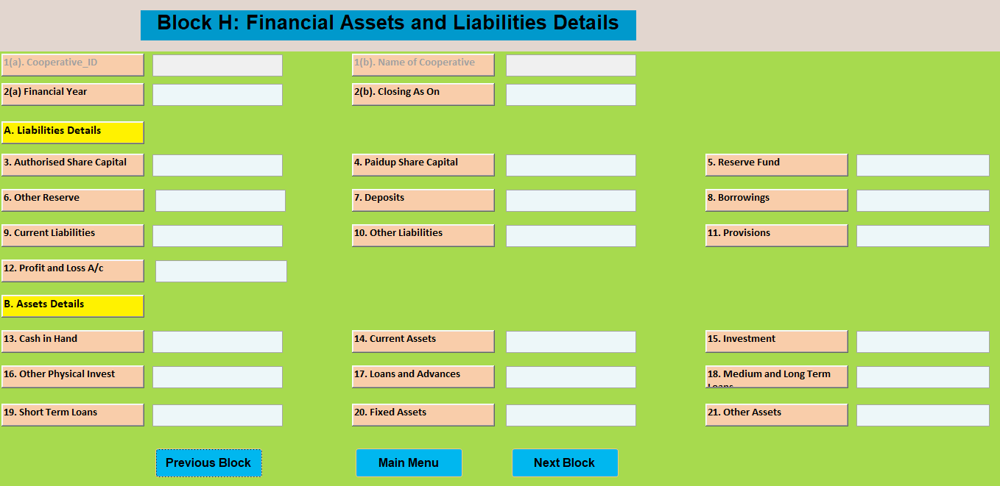 Block H: Financial Assets and Liabilities Details
1(a). Cooperative_ID
1(b). Name of Cooperative
2(a) Financial Year
2(b). Closing As On
A. Liabilities Details
3. Authorised Share Capital
4. Paidup Share Capital
5. Reserve Fund
6. Other Reserve
7. Deposits
8. Borrowings
9. Current Liabilities
10. Other Liabilities
11. Provisions
12. Profit and Loss A/c
B. Assets Details
13. Cash in Hand
14. Current Assets
15. Investment
16. Other Physical Invest
17. Loans and Advances
18. Medium and Long Term
Loans
19. Short Term Loans
20. Fixed Assets
21. Other Assets
Previous Block
Main Menu
Next Block